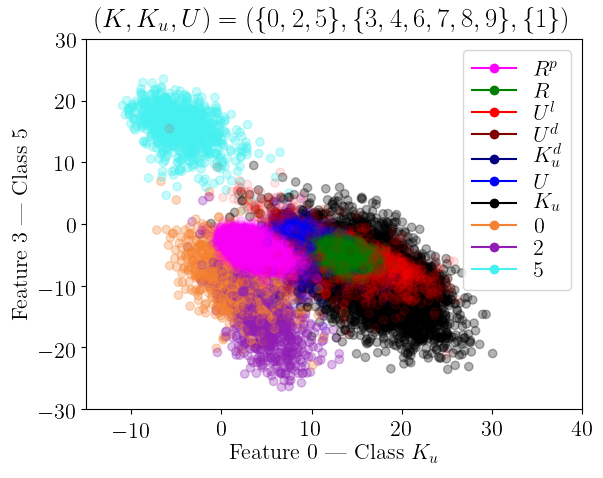 (K, K_u, U) = ({0, 2, 5}, {3, 4, 6, 7, 8, 9}, {1})
30
20
10
0
−10
−20
−30
Feature 3 — Class 5
R^p
R
U^l
U^d
K_u^d
U
K_u
0
2
5
−10
0
10
20
30
40
Feature 0 — Class K_u